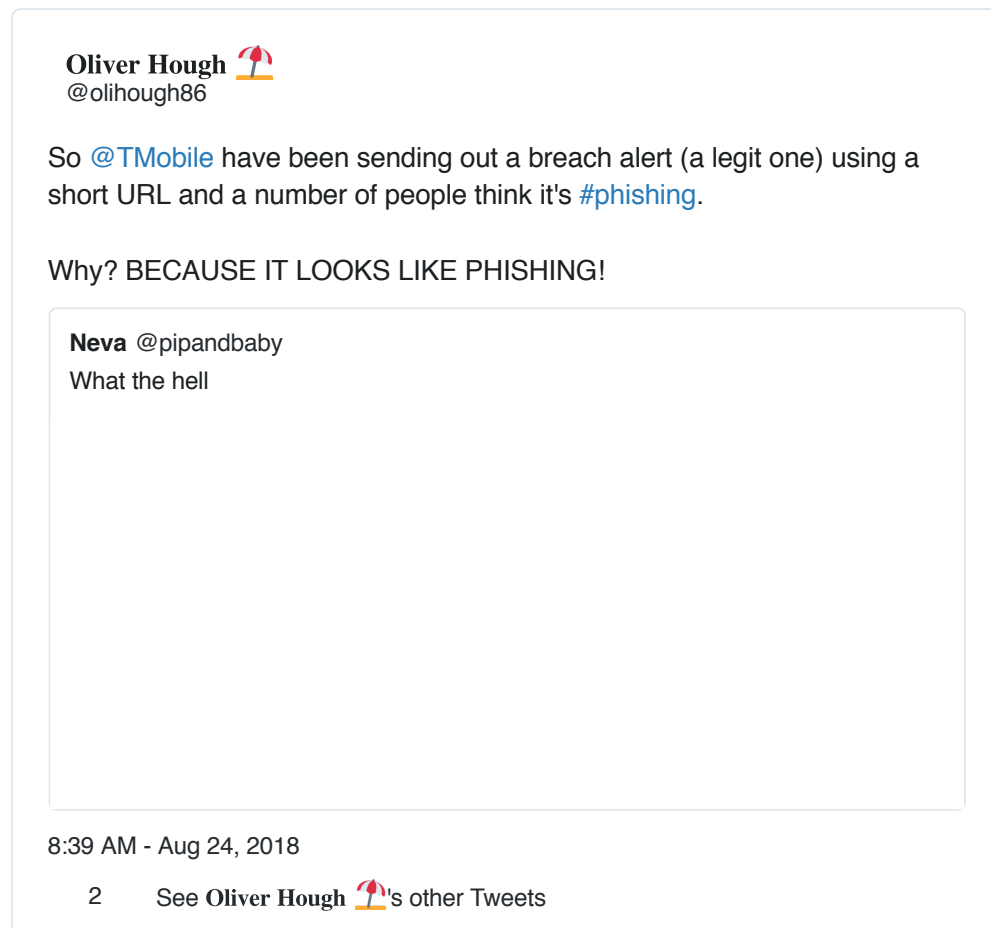 Oliver Hough ⛱
@olihough86
So @TMobile have been sending out a breach alert (a legit one) using a
short URL and a number of people think it's #phishing.
Why? BECAUSE IT LOOKS LIKE PHISHING!
Neva @pipandbaby
What the hell
8:39 AM - Aug 24, 2018
2 See Oliver Hough ⛱'s other Tweets